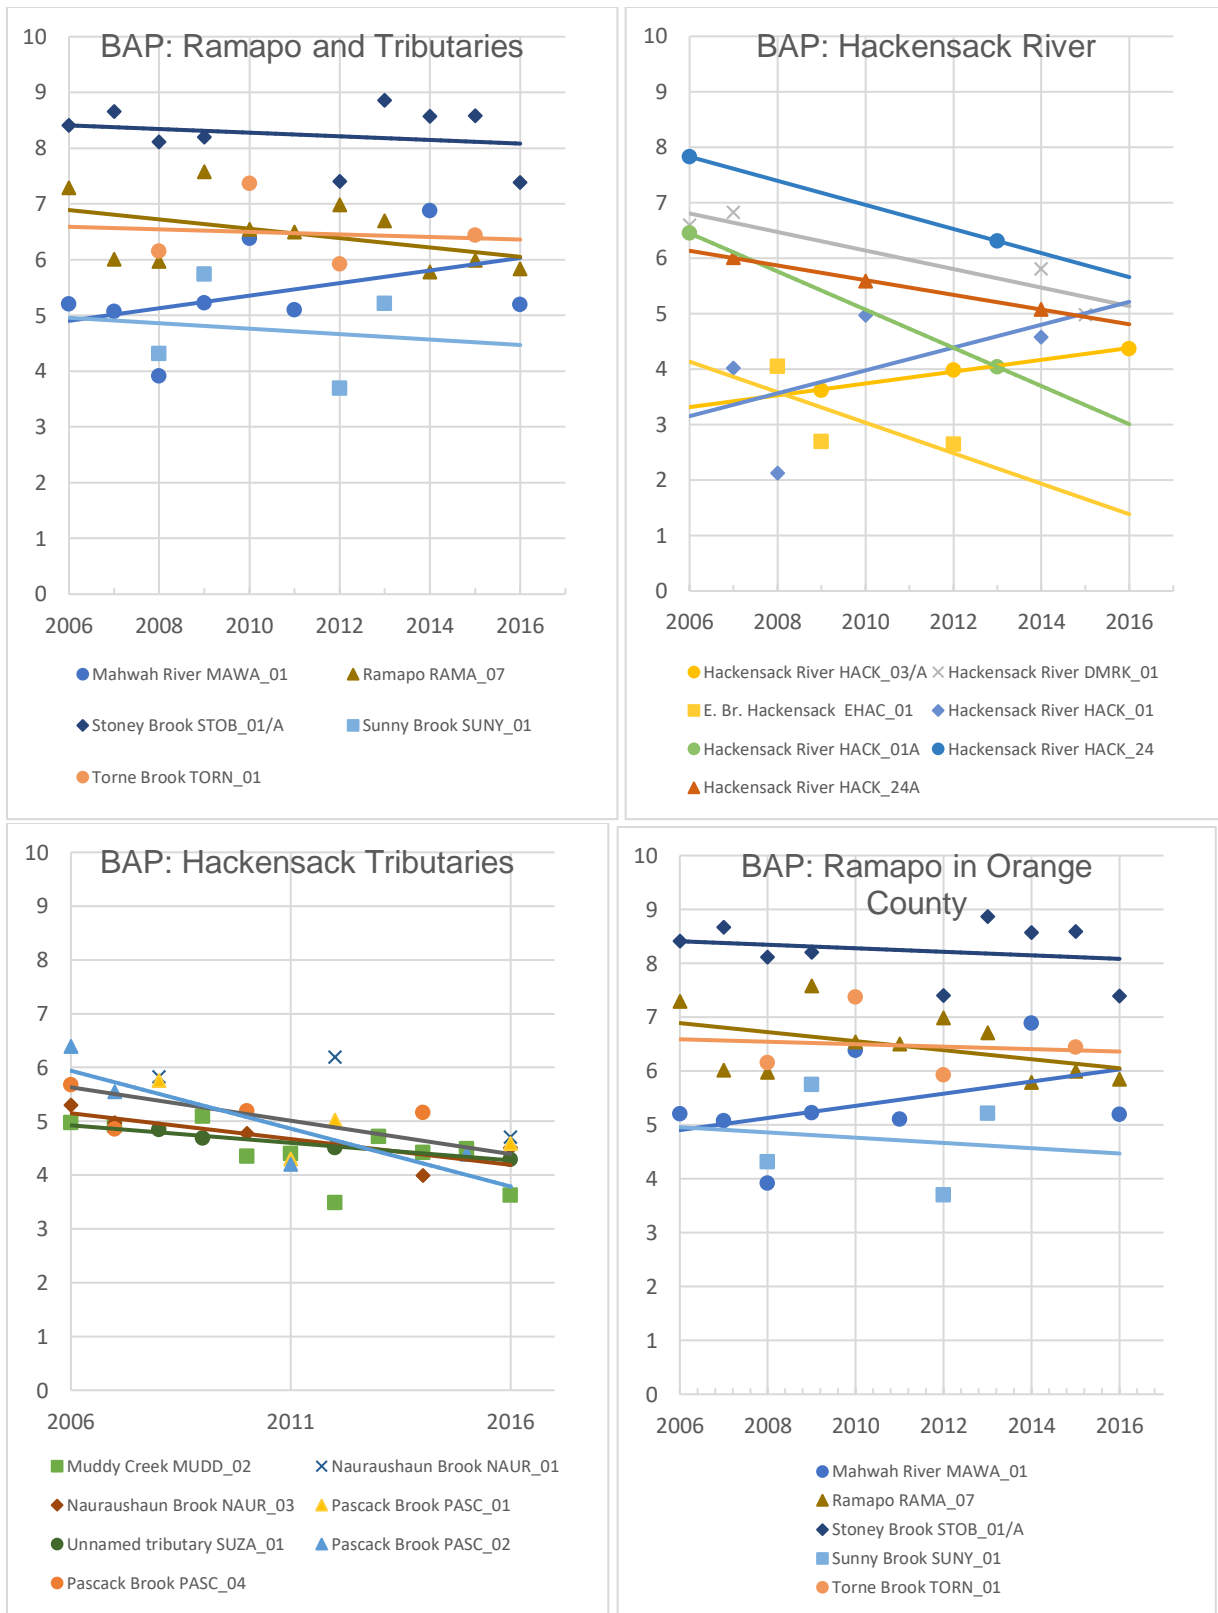 BAP: Ramapo and Tributaries
10
9
8
7
6
5
4
3
2
1
0
2006 2008 2010 2012 2014 2016
Mahwah River MAWA_01 Ramapo RAMA_07
Stoney Brook STOB_01/A Sunny Brook SUNY_01
Torne Brook TORN_01
BAP: Hackensack River
10
9
8
7
6
5
4
3
2
1
0
2006 2008 2010 2012 2014 2016
Hackensack River HACK_03/A Hackensack River DMRK_01
E. Br. Hackensack EHAC_01 Hackensack River HACK_01
Hackensack River HACK_01A Hackensack River HACK_24
Hackensack River HACK_24A
BAP: Hackensack Tributaries
10
9
8
7
6
5
4
3
2
1
0
2006 2011 2016
Muddy Creek MUDD_02 Nauraushaun Brook NAUR_01
Nauraushaun Brook NAUR_03 Pascack Brook PASC_01
Unnamed tributary SUZA_01 Pascack Brook PASC_02
Pascack Brook PASC_04
BAP: Ramapo in Orange
County
10
9
8
7
6
5
4
3
2
1
0
2006 2008 2010 2012 2014 2016
Mahwah River MAWA_01
Ramapo RAMA_07
Stoney Brook STOB_01/A
Sunny Brook SUNY_01
Torne Brook TORN_01